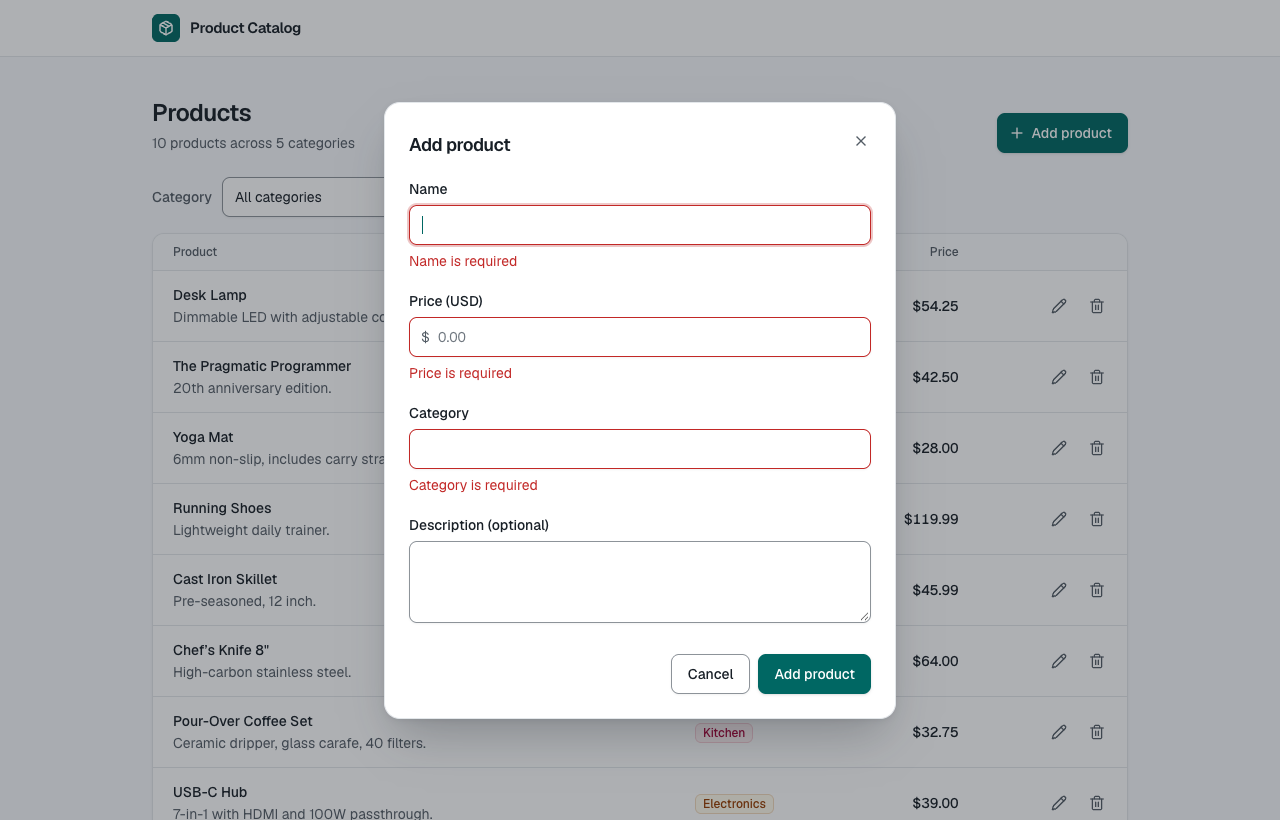 Product Catalog
Products
10 products across 5 categories
+ Add product
Category
All categories
Product
Price
Desk Lamp
Dimmable LED with adjustable
$54.25
The Pragmatic Programmer
20th anniversary edition.
$42.50
Yoga Mat
6mm non-slip, includes carry
$28.00
Running Shoes
Lightweight daily trainer.
$119.99
Cast Iron Skillet
Pre-seasoned, 12 inch.
$45.99
Chef's Knife 8"
High-carbon stainless steel.
$64.00
Pour-Over Coffee Set
Ceramic dripper, glass carafe, 40 filters.
Kitchen
$32.75
USB-C Hub
7-in-1 with HDMI and 100W passthrough.
Electronics
$39.00
Add product
Name
Name is required
Price (USD)
$ 0.00
Price is required
Category
Category is required
Description (optional)
Cancel
Add product